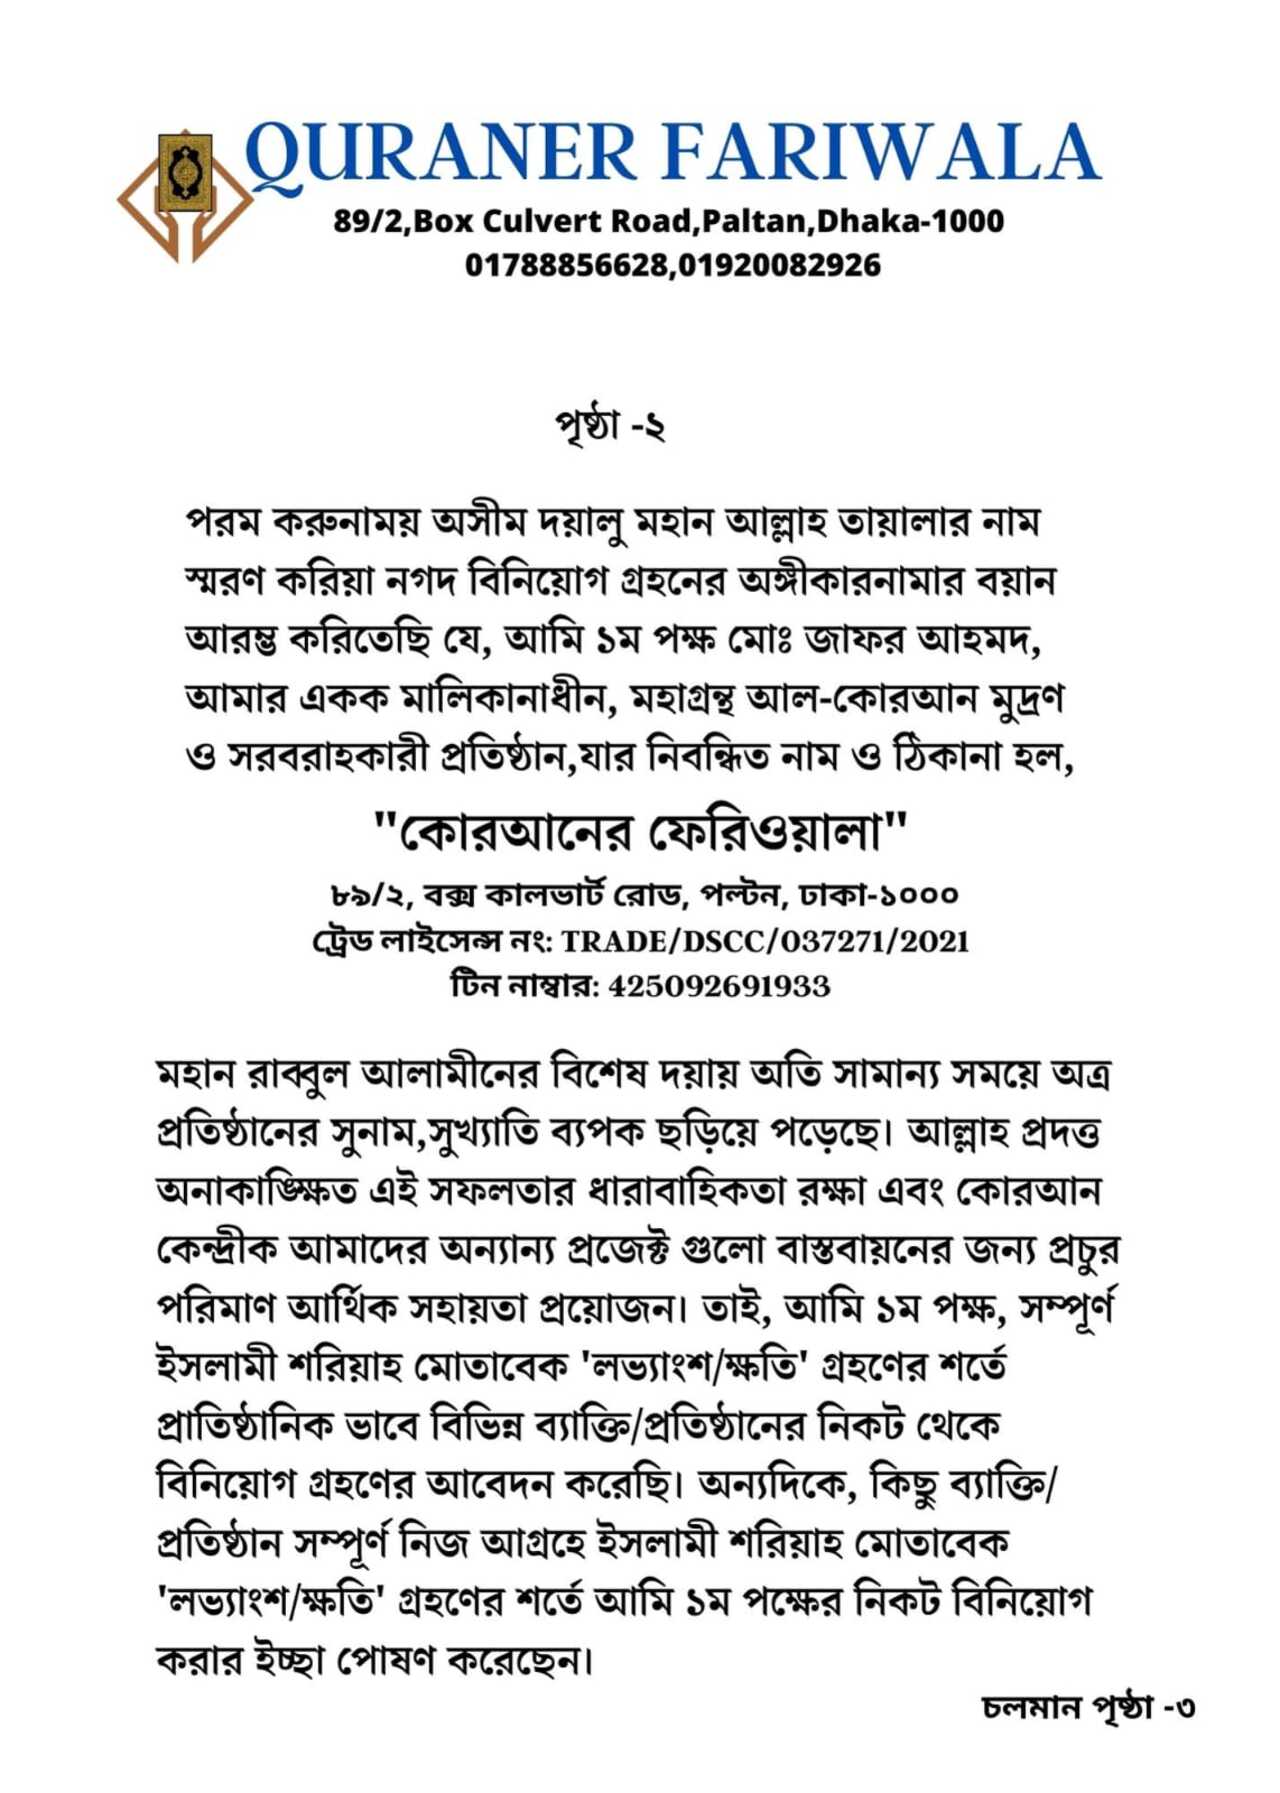 QURANER FARIWALA
89/2,Box Culvert Road,Paltan,Dhaka-1000
01788856628,01920082926
পৃষ্ঠা -২
পরম করুনাময় অসীম দয়ালু মহান আল্লাহ তায়ালার নাম
স্মরণ করিয়া নগদ বিনিয়োগ গ্রহনের অঙ্গীকারনামার বয়ান
আরম্ভ করিতেছি যে, আমি ১ম পক্ষ মোঃ জাফর আহমদ,
আমার একক মালিকানাধীন, মহাগ্রন্থ আল-কোরআন মুদ্রণ
ও সরবরাহকারী প্রতিষ্ঠান,যার নিবন্ধিত নাম ও ঠিকানা হল,
"কোরআনের ফেরিওয়ালা"
৮৯/২, বক্স কালভার্ট রোড, পল্টন, ঢাকা-১০০০
ট্রেড লাইসেন্স নং: TRADE/DSCC/037271/2021
টিন নাম্বার: 425092691933
মহান রাব্বুল আলামীনের বিশেষ দয়ায় অতি সামান্য সময়ে অত্র
প্রতিষ্ঠানের সুনাম,সুখ্যাতি ব্যপক ছড়িয়ে পড়েছে। আল্লাহ প্রদত্ত
অনাকাঙ্ক্ষিত এই সফলতার ধারাবাহিকতা রক্ষা এবং কোরআন
কেন্দ্রীক আমাদের অন্যান্য প্রজেক্ট গুলো বাস্তবায়নের জন্য প্রচুর
পরিমাণ আর্থিক সহায়তা প্রয়োজন। তাই, আমি ১ম পক্ষ, সম্পূর্ণ
ইসলামী শরিয়াহ মোতাবেক 'লভ্যাংশ/ক্ষতি' গ্রহণের শর্তে
প্রাতিষ্ঠানিক ভাবে বিভিন্ন ব্যাক্তি/প্রতিষ্ঠানের নিকট থেকে
বিনিয়োগ গ্রহণের আবেদন করেছি। অন্যদিকে, কিছু ব্যাক্তি/
প্রতিষ্ঠান সম্পূর্ণ নিজ আগ্রহে ইসলামী শরিয়াহ মোতাবেক
'লভ্যাংশ/ক্ষতি' গ্রহণের শর্তে আমি ১ম পক্ষের নিকট বিনিয়োগ
করার ইচ্ছা পোষণ করেছেন।
চলমান পৃষ্ঠা -৩